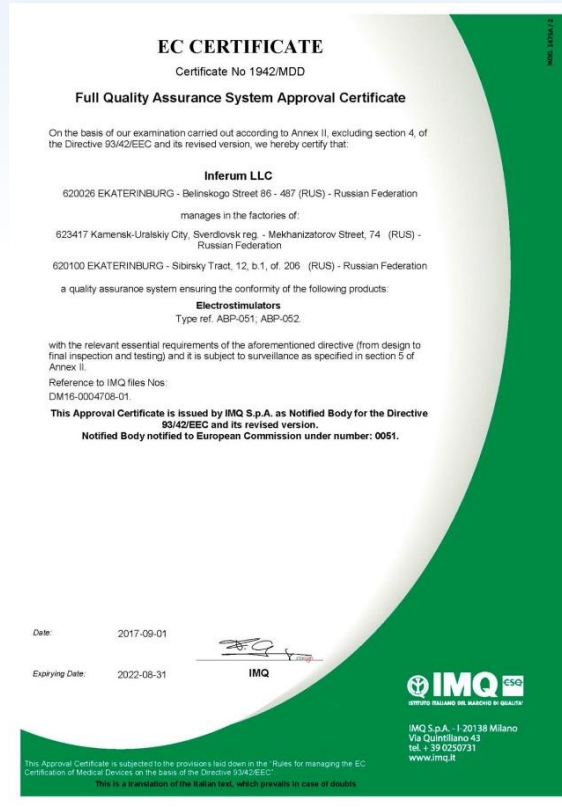 MOD. 1475A / 2
EC CERTIFICATE
Certificate No 1942/MDD
Full Quality Assurance System Approval Certificate
On the basis of our examination carried out according to Annex II, excluding section 4, of
the Directive 93/42/EEC and its revised version, we hereby certify that:
Inferum LLC
620026 EKATERINBURG - Belinskogo Street 86 - 487 (RUS) - Russian Federation
manages in the factories of:
623417 Kamensk-Uralskiy City, Sverdlovsk reg. - Mekhanizatorov Street, 74 (RUS) -
Russian Federation
620100 EKATERINBURG - Sibirsky Tract, 12, b.1, of. 206 (RUS) - Russian Federation
a quality assurance system ensuring the conformity of the following products:
Electrostimulators
Type ref. ABP-051; ABP-052.
with the relevant essential requirements of the aforementioned directive (from design to
final inspection and testing) and it is subject to surveillance as specified in section 5 of
Annex II.
Reference to IMQ files Nos:
DM16-0004708-01.
This Approval Certificate is issued by IMQ S.p.A. as Notified Body for the Directive
93/42/EEC and its revised version.
Notified Body notified to European Commission under number: 0051.
Date: 2017-09-01
Expirying Date: 2022-08-31
IMQ
IMQ CSQ
ISTITUTO ITALIANO DEL MARCHIO DI QUALITA'
IMQ S.p.A. - I-20138 Milano
Via Quintiliano 43
tel. + 39 0250731
www.imq.it
This Approval Certificate is subjected to the provisions laid down in the "Rules for managing the EC
Certification of Medical Devices on the basis of the Directive 93/42/EEC".
This is a translation of the Italian text, which prevails in case of doubts